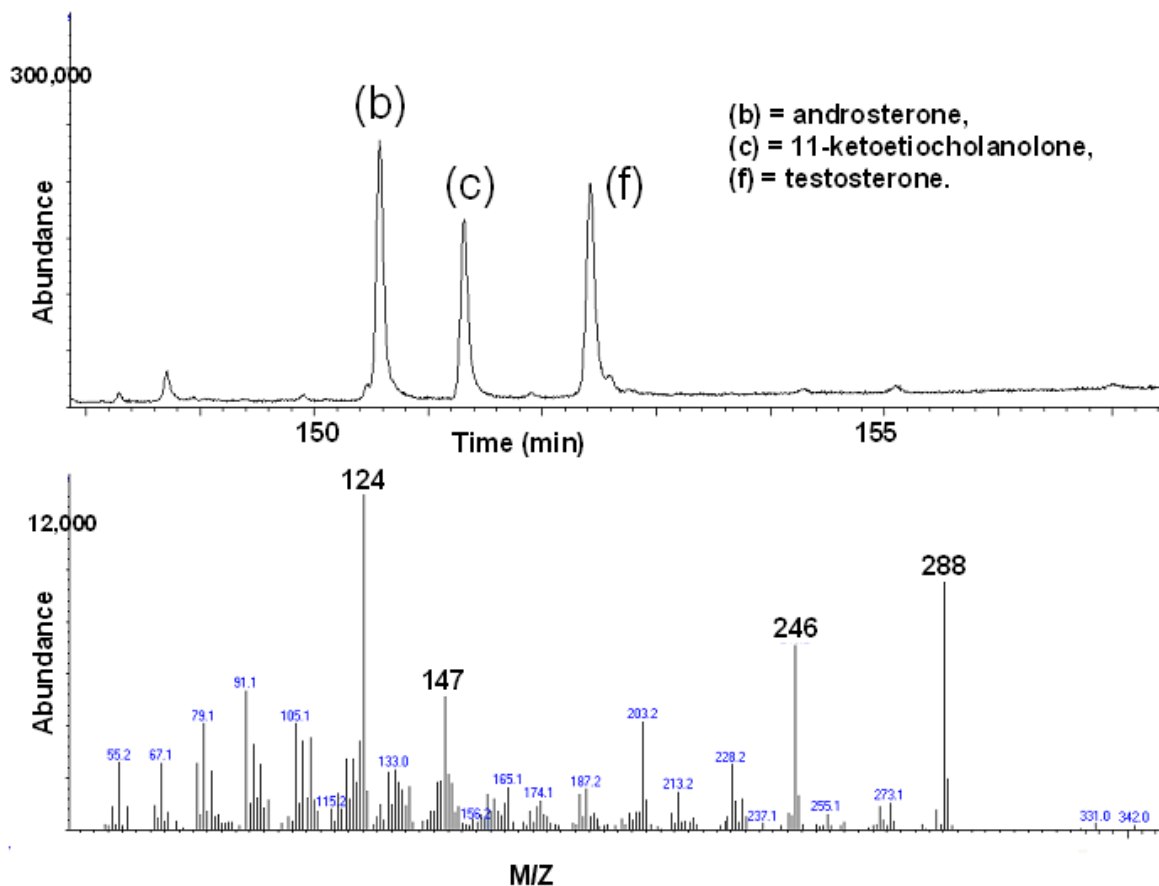 300,000
Abundance
(b)
(c)
(f)
(b) = androsterone,
(c) = 11-ketoetiocholanolone,
(f) = testosterone.
150
155
Time (min)
12,000
Abundance
55.2
67.1
79.1
91.1
105.1
115.2
124
133.0
147
156.2
165.1
174.1
187.2
203.2
213.2
228.2
237.1
246
255.1
273.1
288
331.0
342.0
M/Z